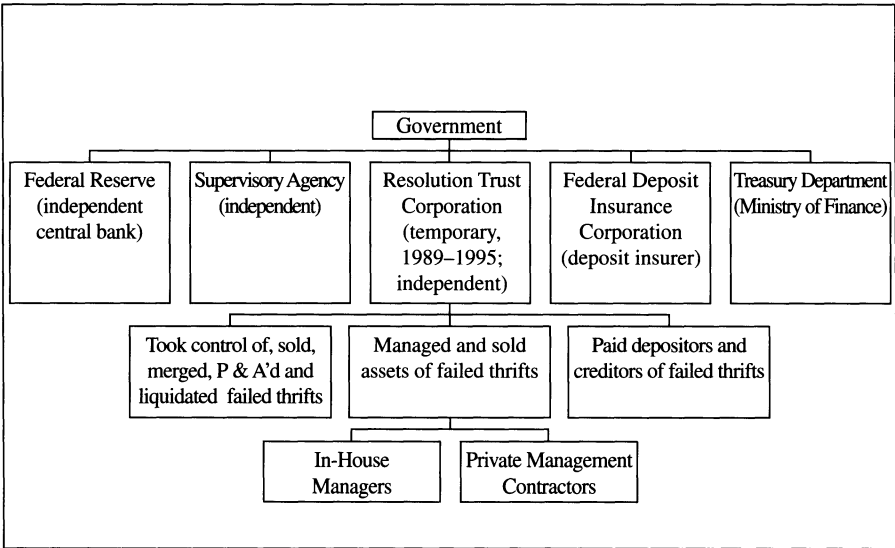 Government
Federal Reserve
(independent
central bank)
Supervisory Agency
(independent)
Resolution Trust
Corporation
(temporary,
1989–1995;
independent)
Federal Deposit
Insurance
Corporation
(deposit insurer)
Treasury Department
(Ministry of Finance)
Took control of, sold,
merged, P & A'd and
liquidated failed thrifts
Managed and sold
assets of failed thrifts
Paid depositors and
creditors of failed thrifts
In-House
Managers
Private Management
Contractors